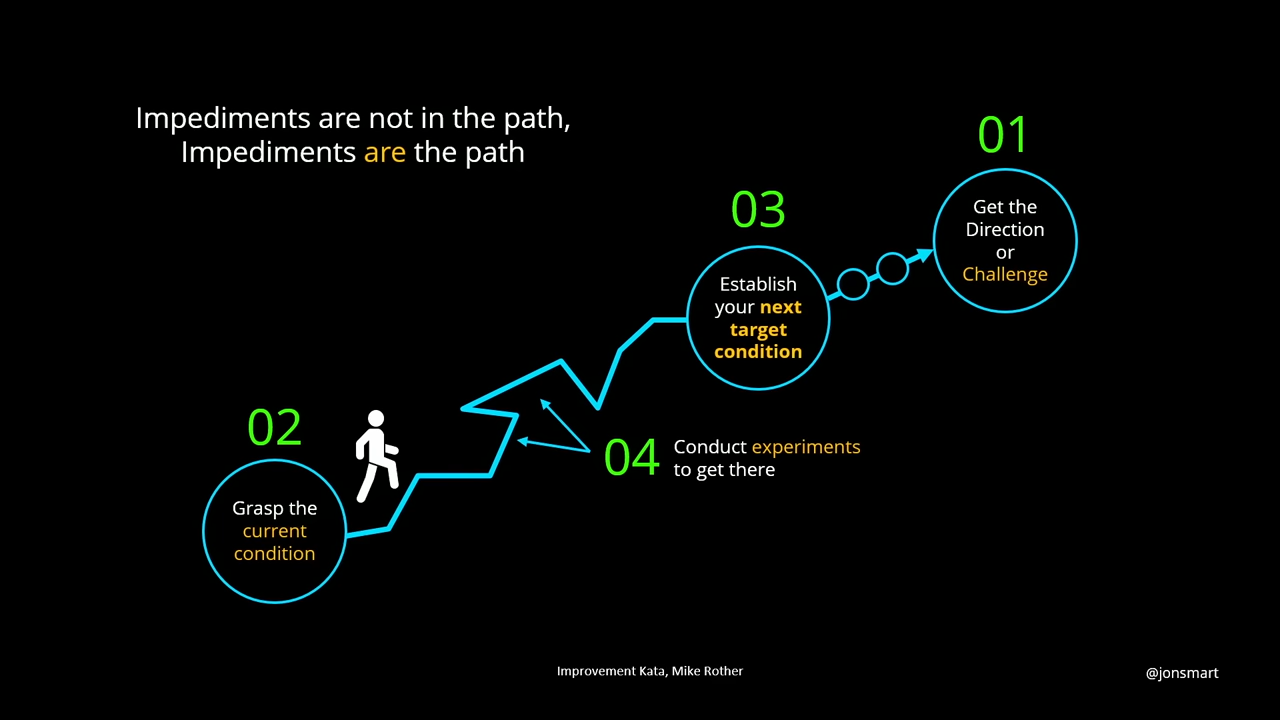 Impediments are not in the path,
Impediments are the path
01
Get the
Direction
or
Challenge
03
Establish
your next
target
condition
02
Grasp the
current
condition
04
Conduct experiments
to get there
Improvement Kata, Mike Rother
@jonsmart